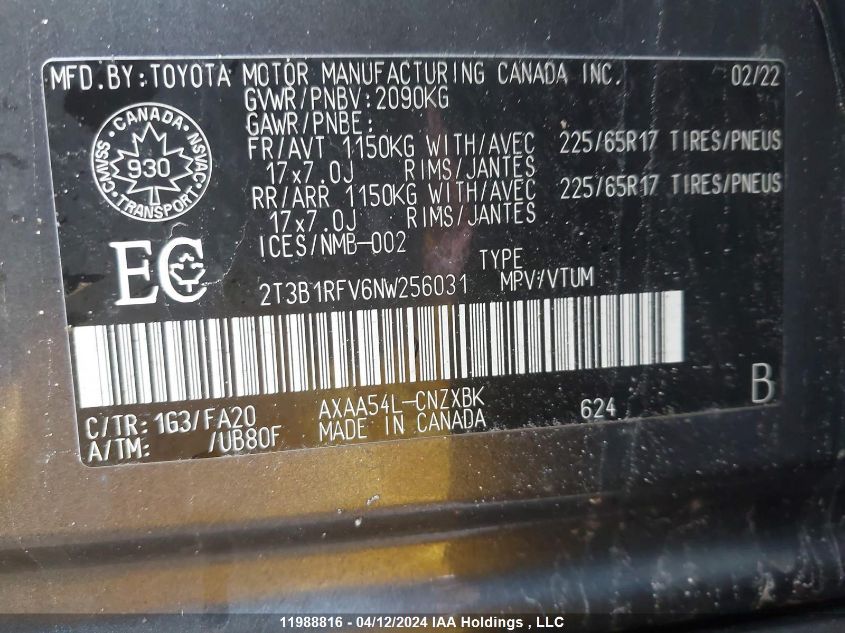 MFD.BY:TOYOTA MOTOR MANUFACTURING CANADA INC. 02/22
GVWR/PNBV:2090KG
GAWR/PNBE:
FR/AVT 1150KG WITH/AVEC 225/65R17 TIRES/PNEUS
17x7.0J RIMS/JANTES
RR/ARR 1150KG WITH/AVEC 225/65R17 TIRES/PNEUS
17x7.0J RIMS/JANTES
ICES/NMB-002
CANADA
CMVSS 930 NSVAC
TRANSPORT
EC
TYPE
2T3B1RFV6NW256031 MPV/VTUM
B
C/TR: 1G3/FA20 AXAA54L-CNZXBK 624
A/TM: /UB80F MADE IN CANADA
11988816 - 04/12/2024 IAA Holdings , LLC